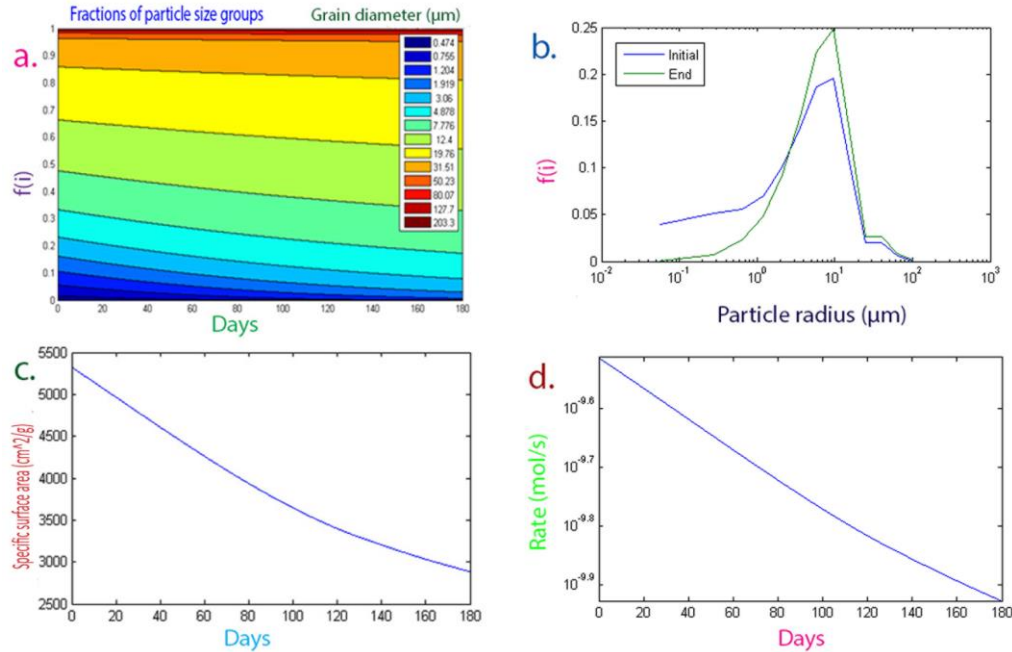 Fractions of particle size groups
Grain diameter (μm)
a.
f(i)
1
0.9
0.8
0.7
0.6
0.5
0.4
0.3
0.2
0.1
0
0 20 40 60 80 100 120 140 160 180
Days
0.474
0.755
1.204
1.919
3.06
4.878
7.776
12.4
19.76
31.51
50.23
80.07
127.7
203.3
b.
f(i)
0.25
0.2
0.15
0.1
0.05
0
Initial
End
10^-2 10^-1 10^0 10^1 10^2 10^3
Particle radius (μm)
c.
Specific surface area (cm^2/g)
5500
5000
4500
4000
3500
3000
2500
0 20 40 60 80 100 120 140 160 180
Days
d.
Rate (mol/s)
10^-9.6
10^-9.7
10^-9.8
10^-9.9
0 20 40 60 80 100 120 140 160 180
Days